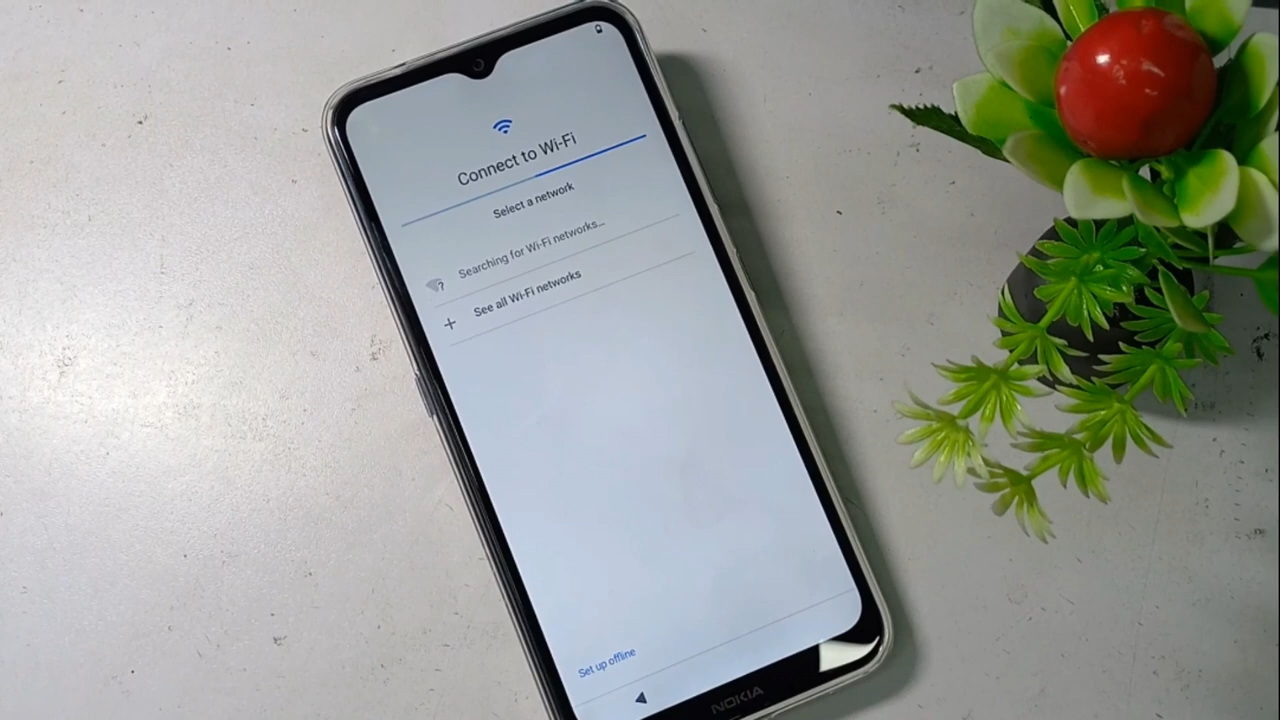 Connect to Wi-Fi
Select a network
Searching for Wi-Fi networks...
See all Wi-Fi networks
Set up offline
NOKIA